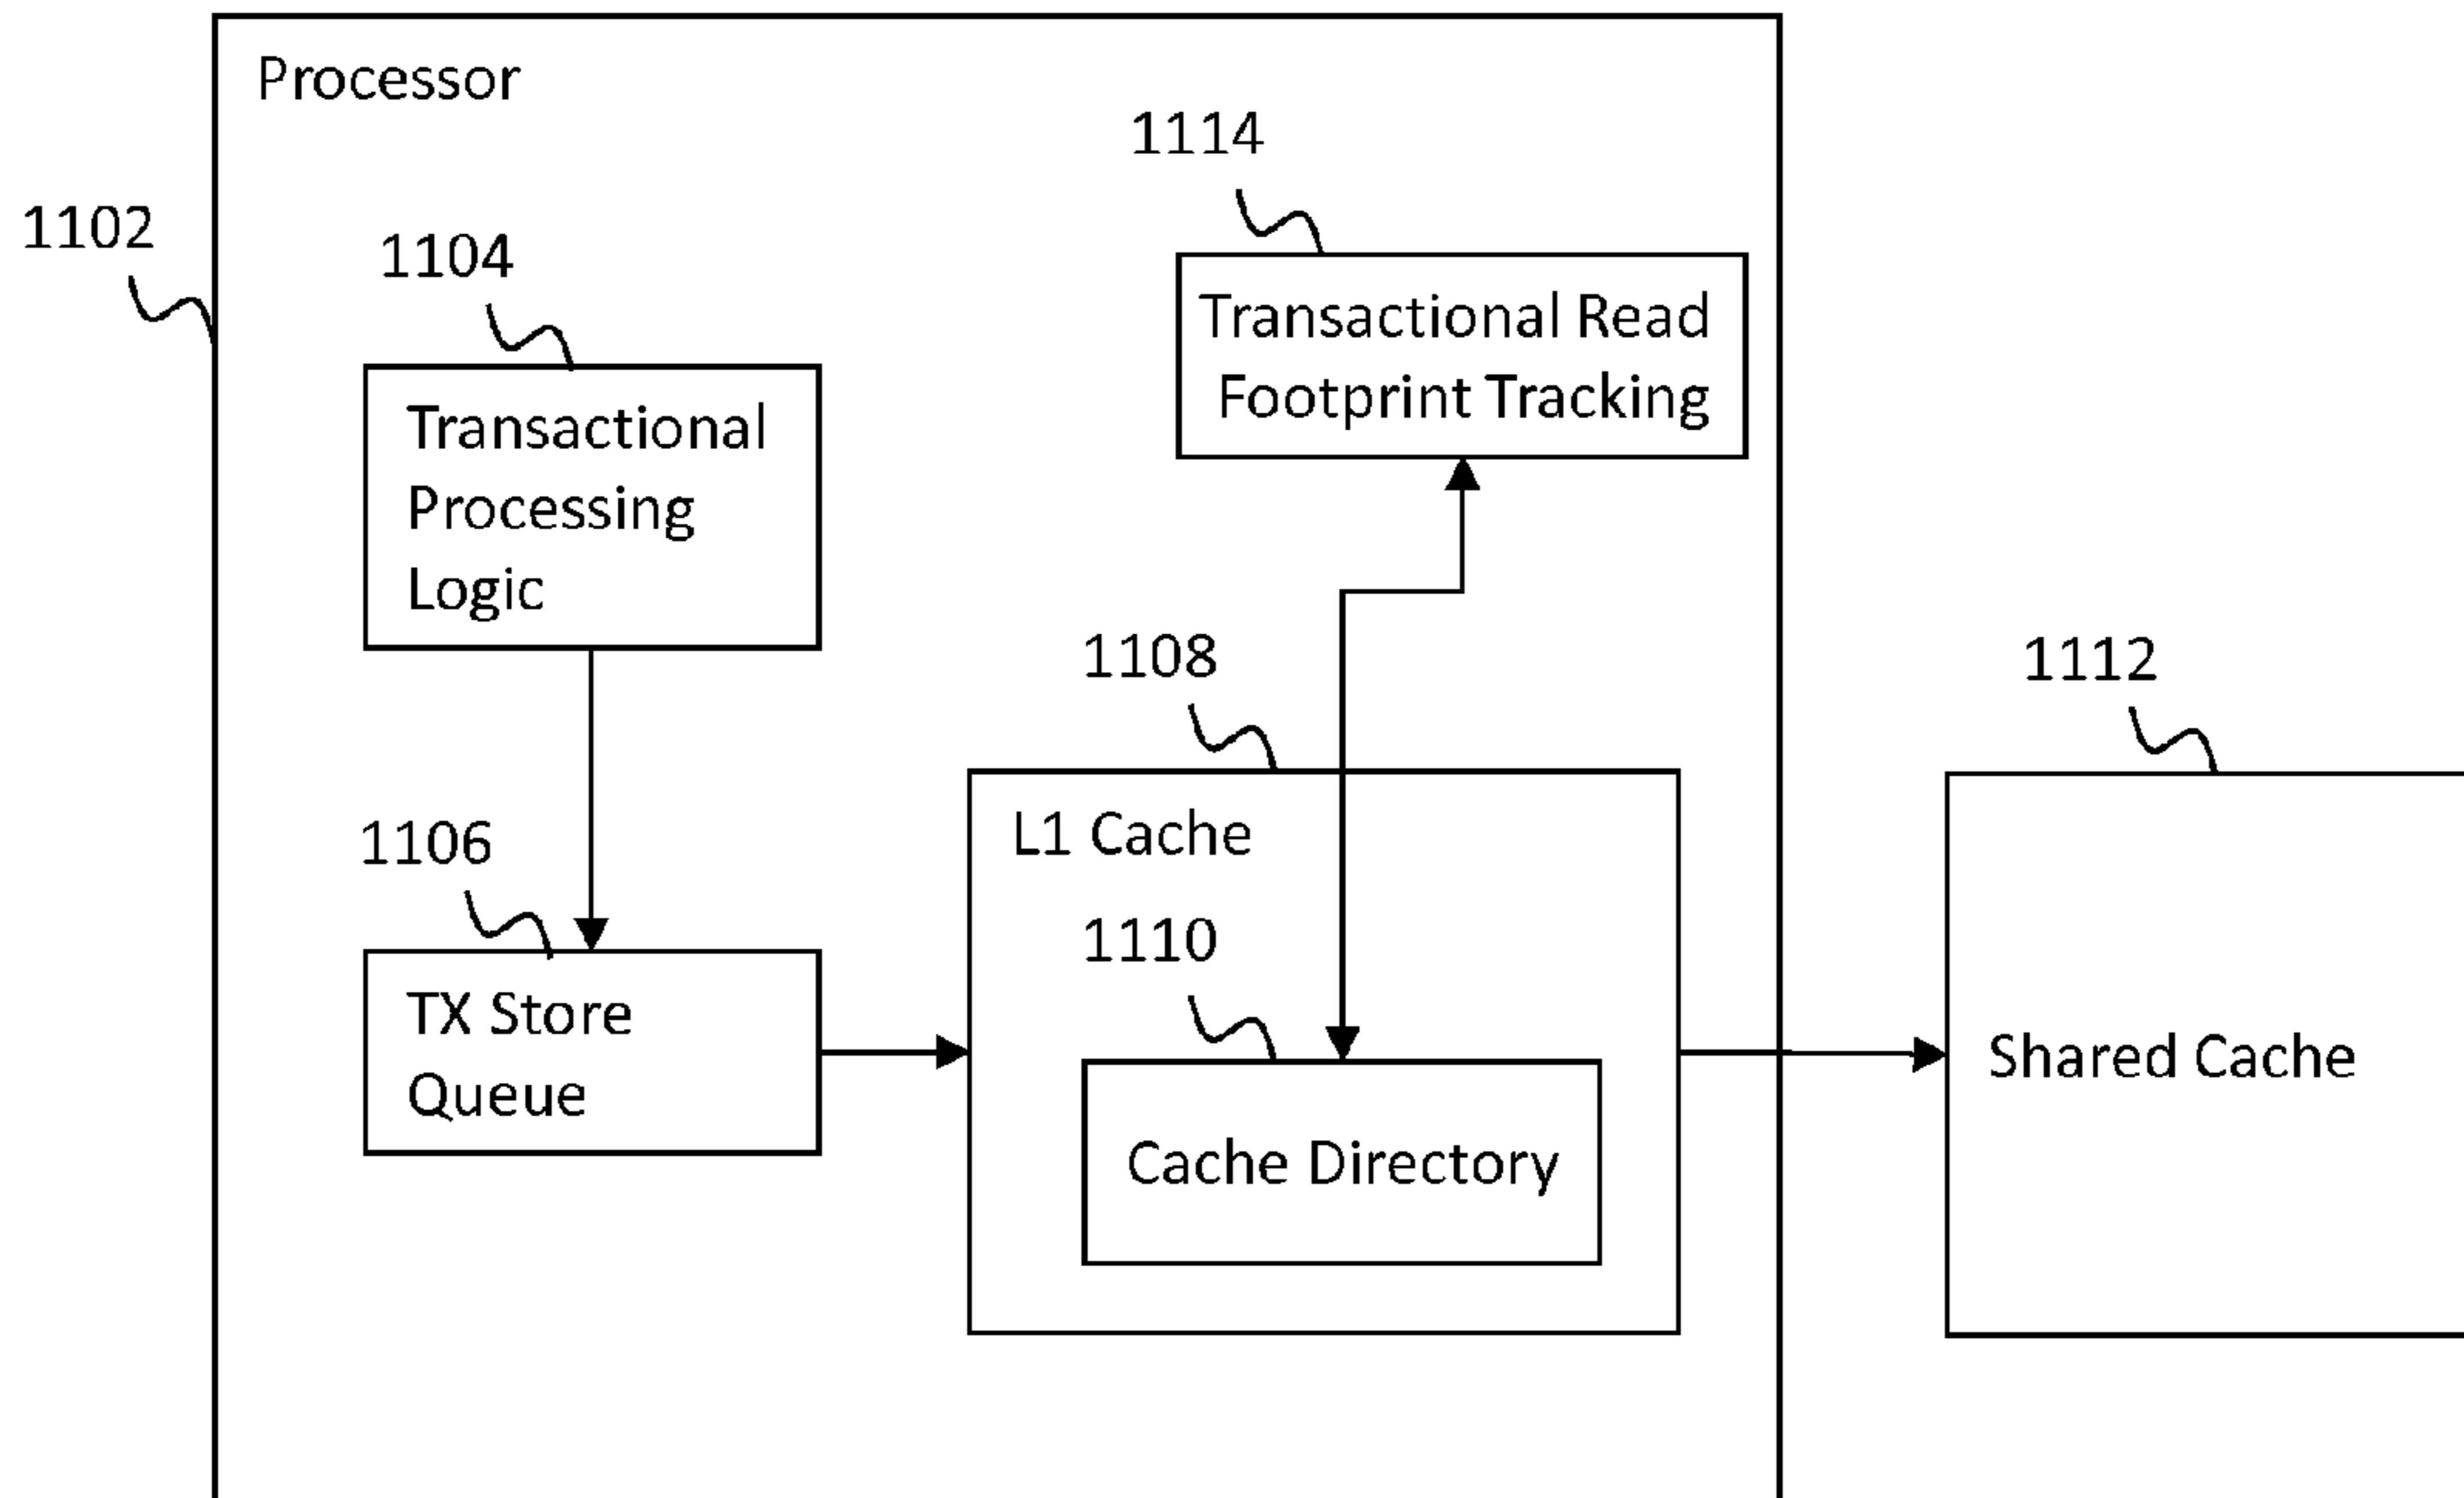 Processor
1114
1102
1104
Transactional Read
Footprint Tracking
Transactional
Processing
Logic
1108
1112
L1 Cache
1106
1110
TX Store
Queue
Shared Cache
Cache Directory